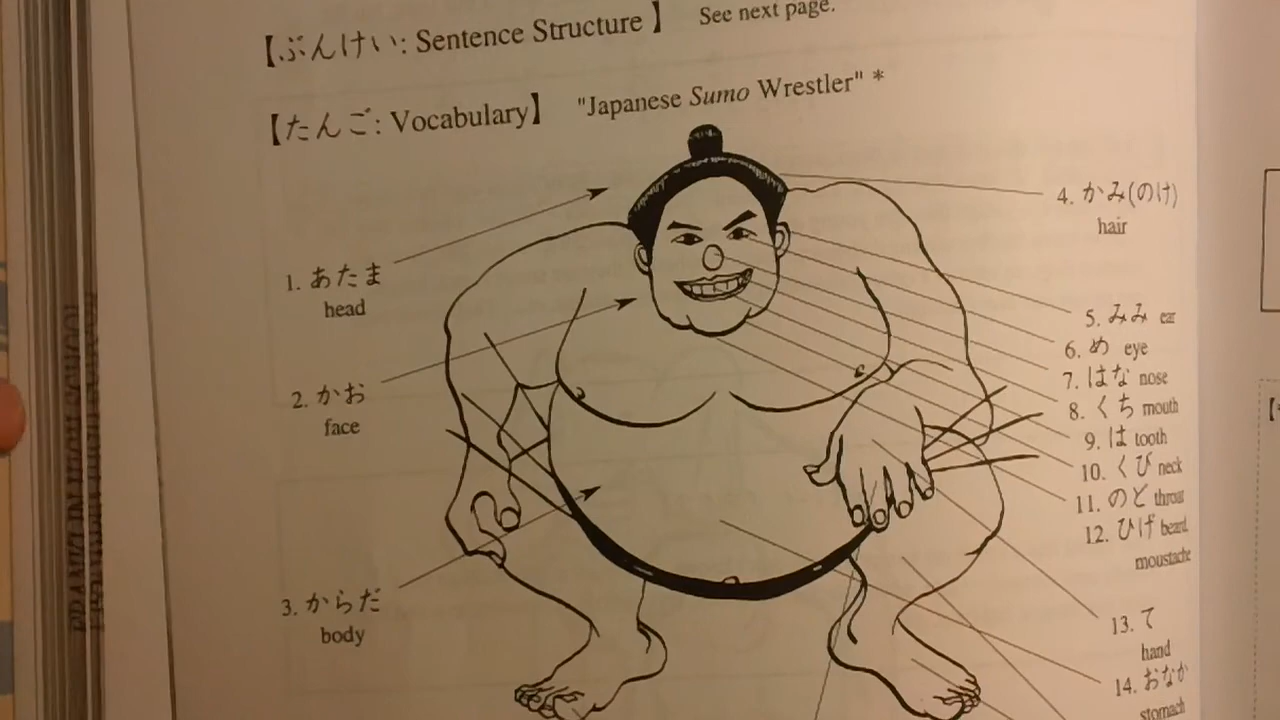 【ぶんけい: Sentence Structure】 See next page.
【たんご: Vocabulary】 "Japanese Sumo Wrestler" *
1. あたま
head
2. かお
face
3. からだ
body
4. かみ(のけ)
hair
5. みみ ear
6. め eye
7. はな nose
8. くち mouth
9. は tooth
10. くび neck
11. のど throat
12. ひげ beard
moustache
13. て
hand
14. おなか
stomach